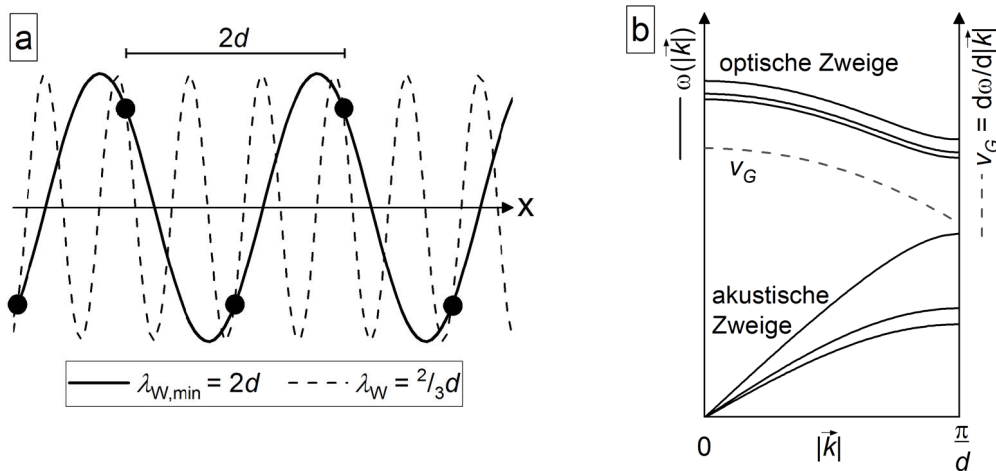 a
2d
x
λW,min = 2d
λW = 2/3d
b
ω(|k⃗|)
optische Zweige
vG
akustische
Zweige
vG = dω/d|k⃗|
0
|k⃗|
π
d